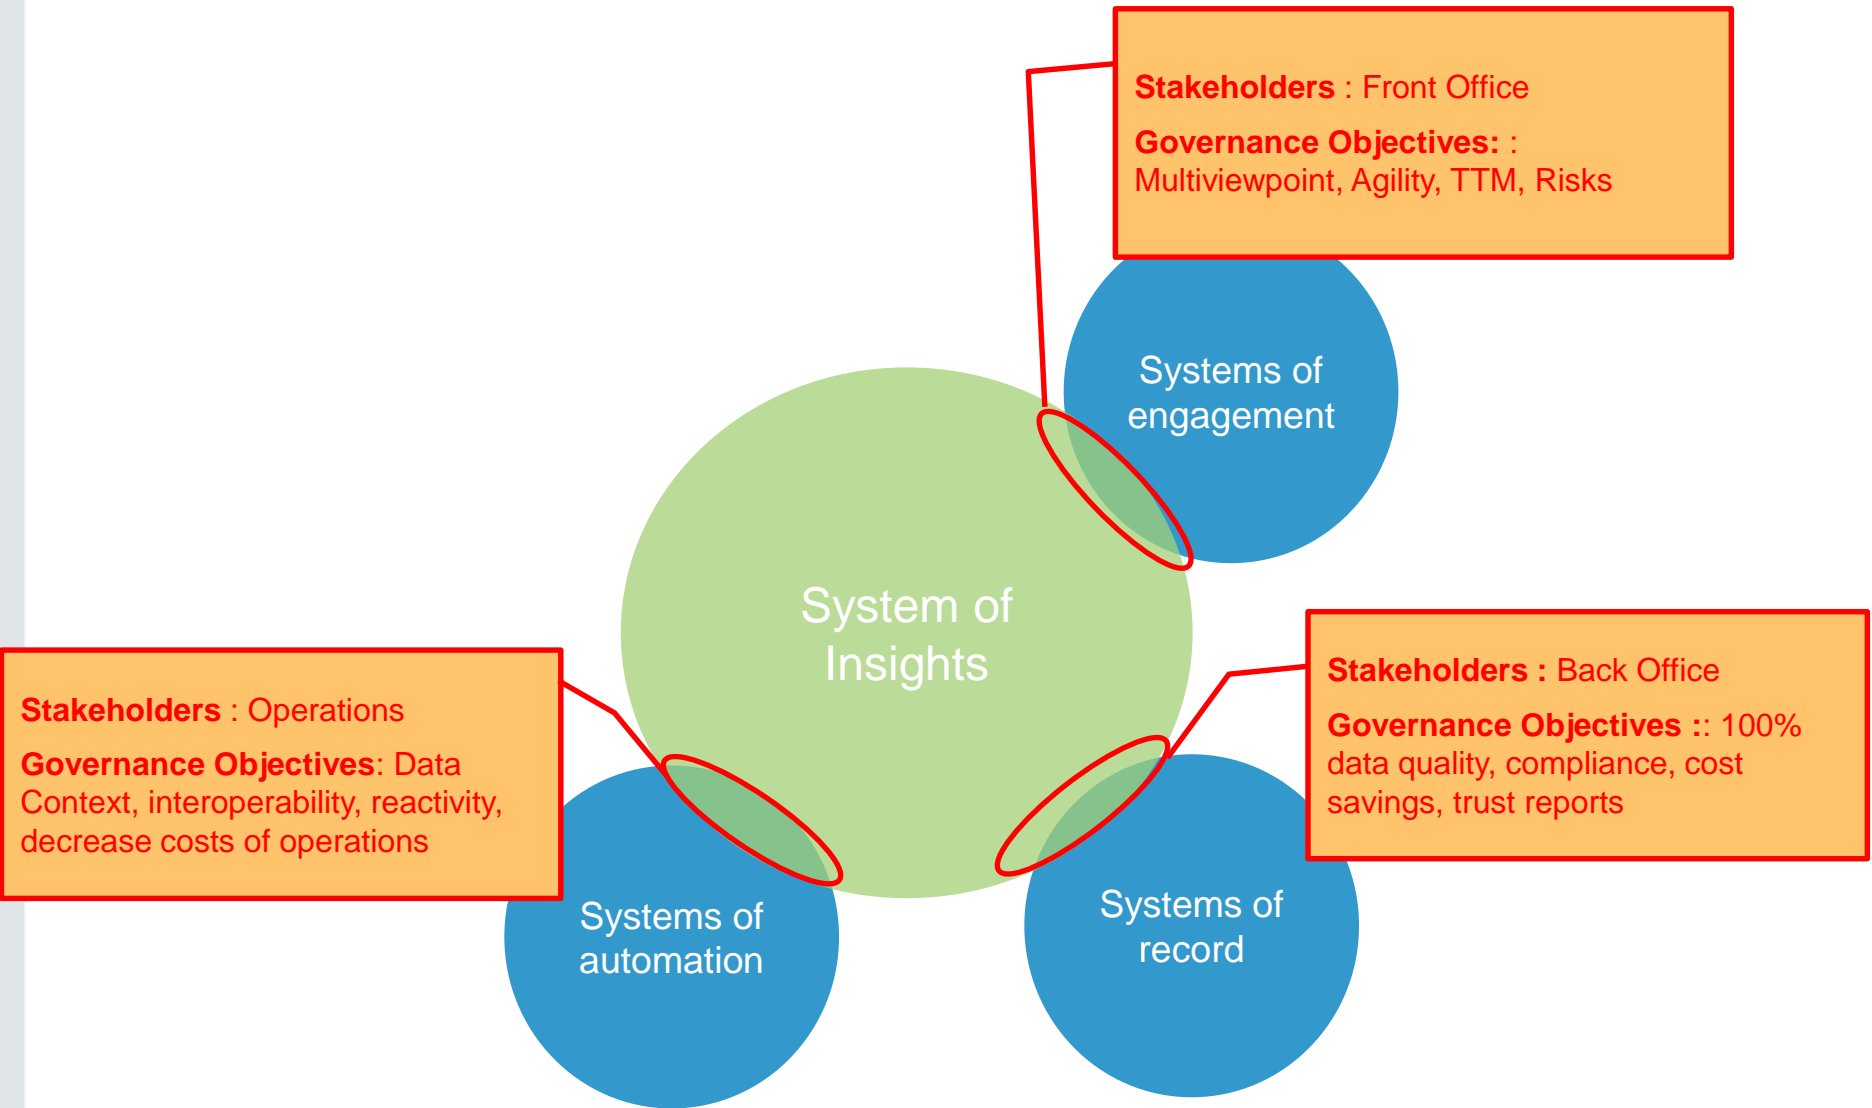 Stakeholders : Front Office
Governance Objectives: :
Multiviewpoint, Agility, TTM, Risks
Systems of
engagement
System of
Insights
Stakeholders : Operations
Governance Objectives: Data
Context, interoperability, reactivity,
decrease costs of operations
Stakeholders : Back Office
Governance Objectives :: 100%
data quality, compliance, cost
savings, trust reports
Systems of
automation
Systems of
record